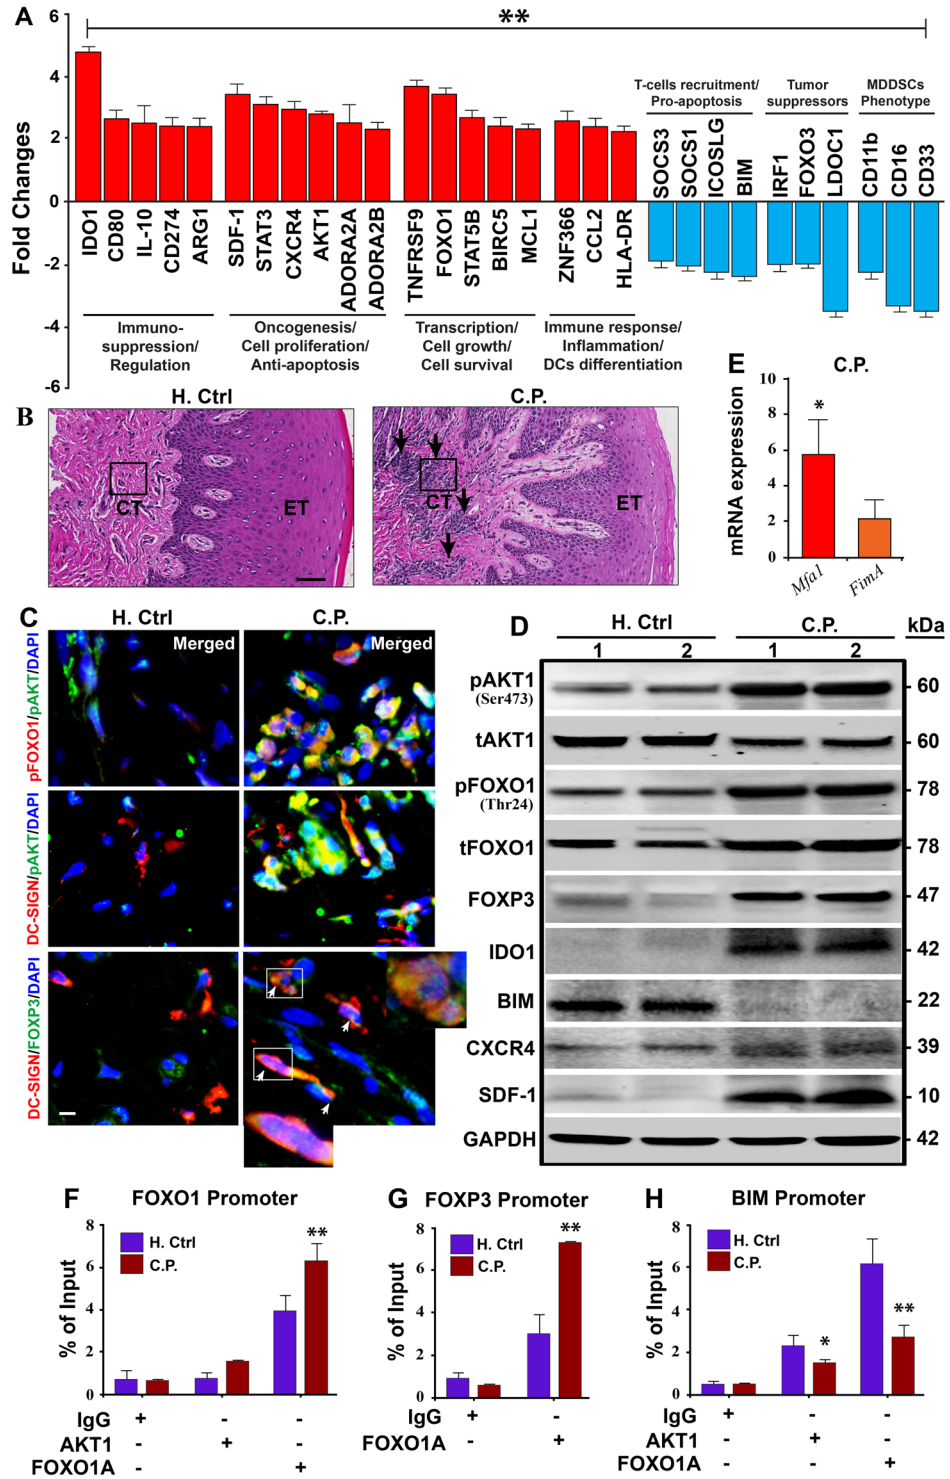 A
**
6
4
2
0
-2
-4
-6
Fold Changes
IDO1
CD80
IL-10
CD274
ARG1
SDF-1
STAT3
CXCR4
AKT1
ADORA2A
ADORA2B
TNFRSF9
FOXO1
STAT5B
BIRC5
MCL1
ZNF366
CCL2
HLA-DR
T-cells recruitment/
Pro-apoptosis
Tumor
suppressors
MDDSCs
Phenotype
SOCS3
SOCS1
ICOSLG
BIM
IRF1
FOXO3
LDOC1
CD11b
CD16
CD33
Immuno-
suppression/
Regulation
Oncogenesis/
Cell proliferation/
Anti-apoptosis
Transcription/
Cell growth/
Cell survival
Immune response/
Inflammation/
DCs differentiation
B
H. Ctrl
C.P.
CT
ET
CT
ET
E
C.P.
10
8
6
4
2
0
mRNA expression
*
Mfa1
FimA
C
H. Ctrl
C.P.
Merged
Merged
pFOXO1/pAKT/DAPI
DC-SIGN/pAKT/DAPI
DC-SIGN/FOXP3/DAPI
D
H. Ctrl
C.P.
kDa
1
2
1
2
pAKT1
(Ser473)
- 60
tAKT1
- 60
pFOXO1
(Thr24)
- 78
tFOXO1
- 78
FOXP3
- 47
IDO1
- 42
BIM
- 22
CXCR4
- 39
SDF-1
- 10
GAPDH
- 42
F
FOXO1 Promoter
8
6
4
2
0
% of Input
H. Ctrl
C.P.
**
IgG + - -
AKT1 - + -
FOXO1A - - +
G
FOXP3 Promoter
8
6
4
2
0
% of Input
H. Ctrl
C.P.
**
IgG + -
FOXO1A - +
H
BIM Promoter
8
6
4
2
0
% of Input
H. Ctrl
C.P.
*
**
IgG + - -
AKT1 - + -
FOXO1A - - +